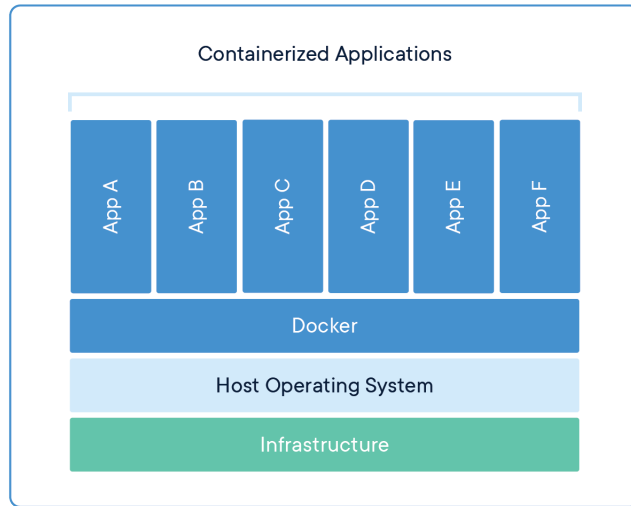 Containerized Applications
App A
App B
App C
App D
App E
App F
Docker
Host Operating System
Infrastructure